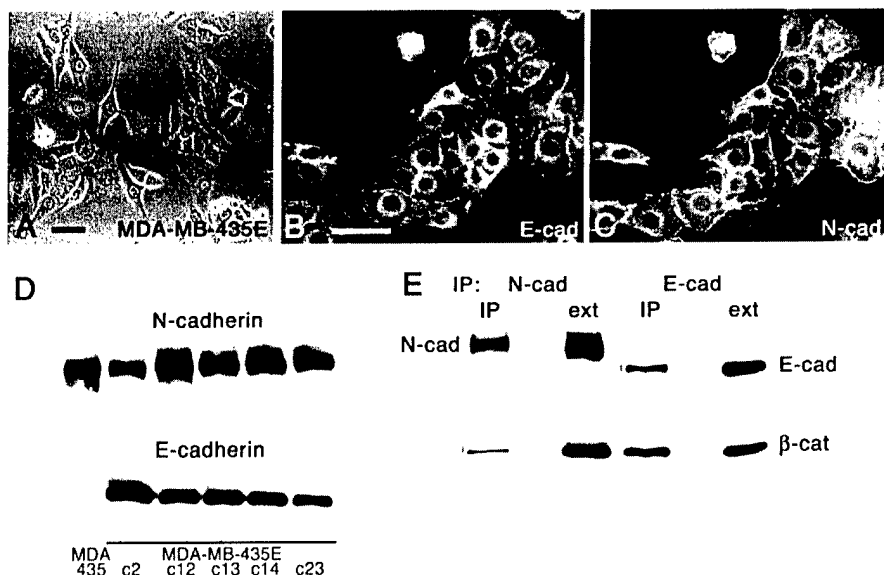 A MDA-MB-435E
B E-cad
C N-cad
D
N-cadherin
E-cadherin
MDA MDA-MB-435E
435 c2 c12 c13 c14 c23
E IP: N-cad E-cad
IP ext IP ext
N-cad
E-cad
β-cat